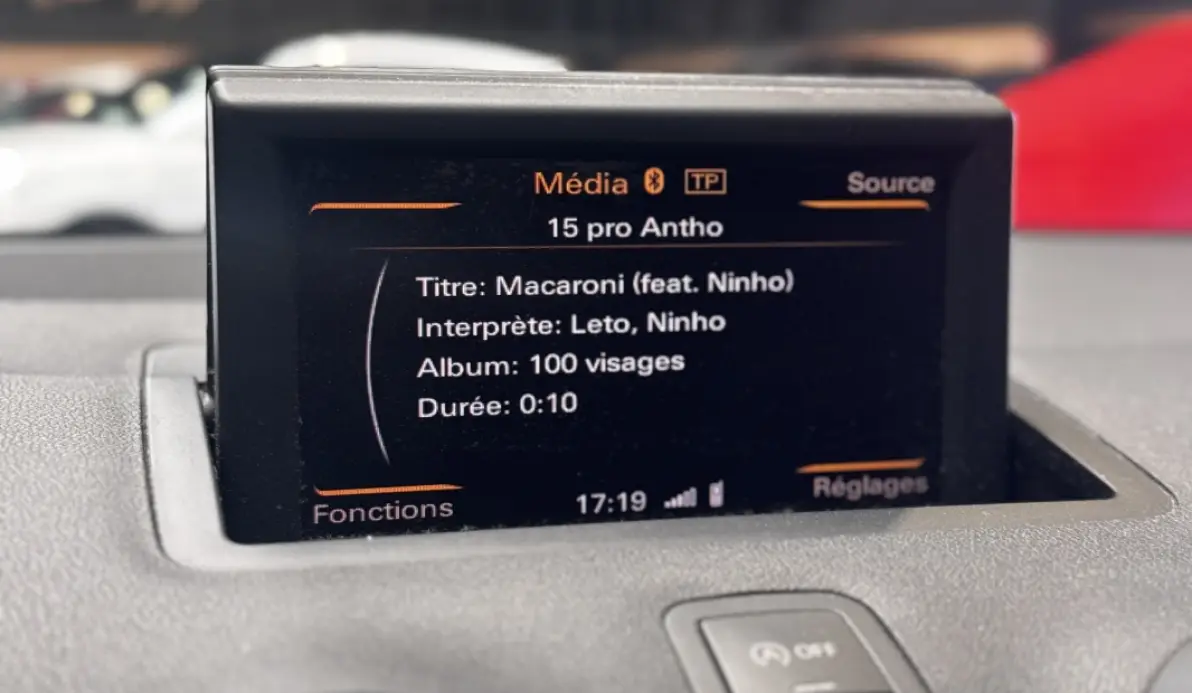 Média TP Source
15 pro Antho
Titre: Macaroni (feat. Ninho)
Interprète: Leto, Ninho
Album: 100 visages
Durée: 0:10
Fonctions 17:19 Réglages
A OFF